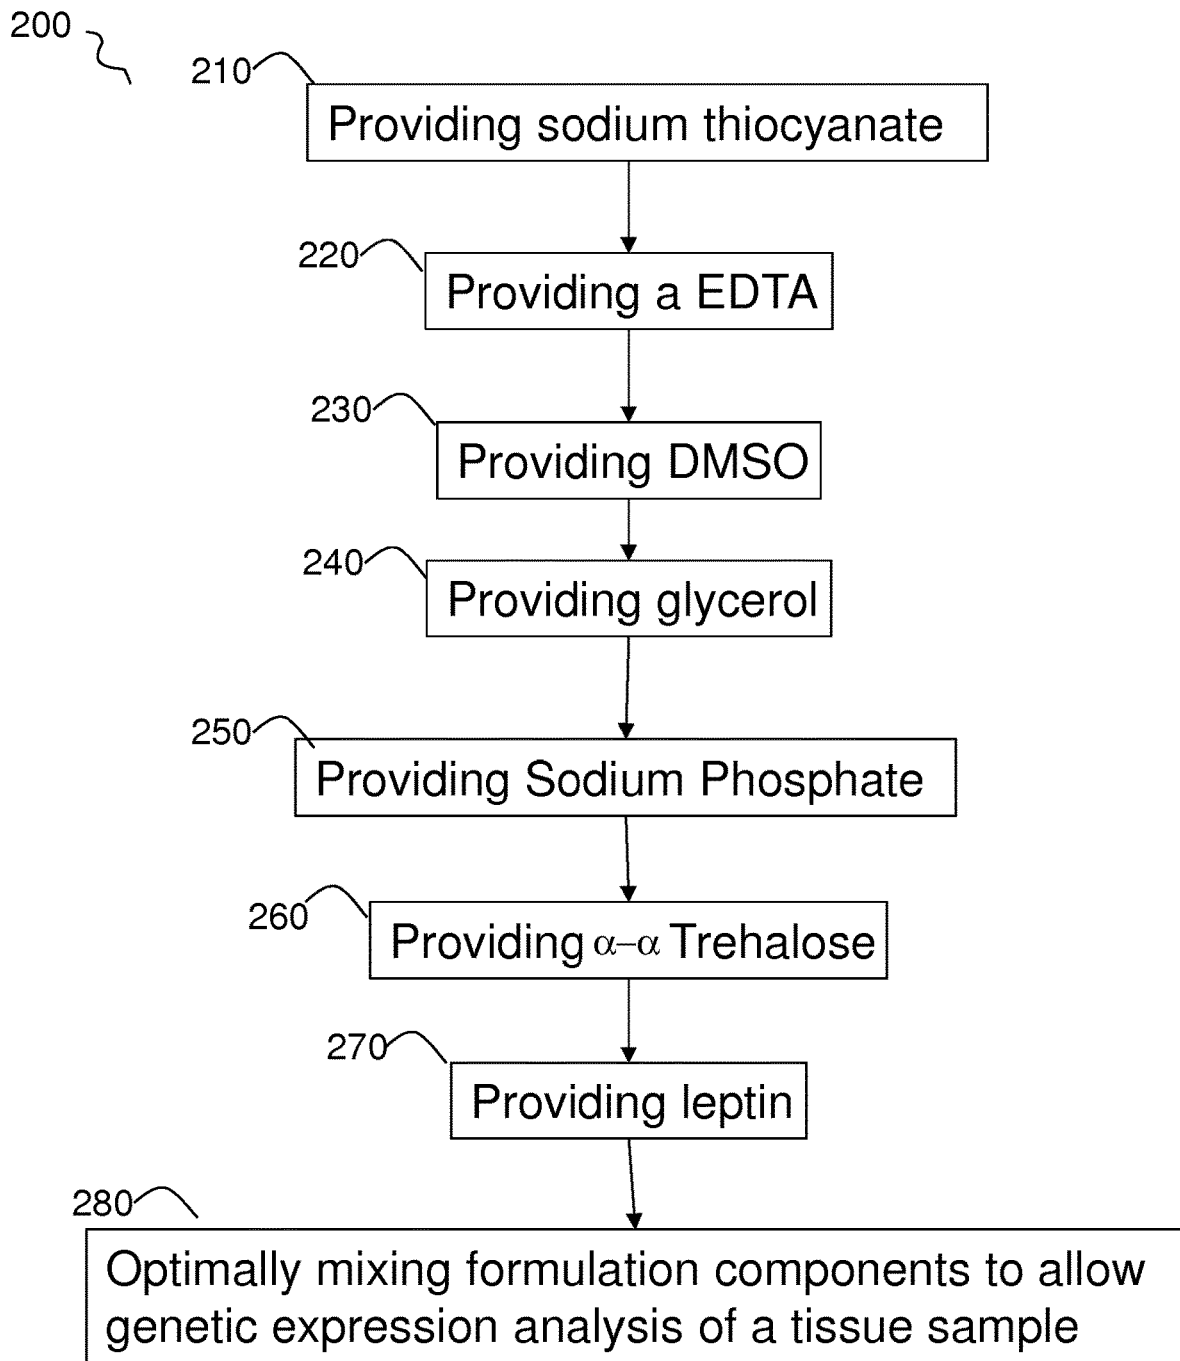 200
210
Providing sodium thiocyanate
220
Providing a EDTA
230
Providing DMSO
240
Providing glycerol
250
Providing Sodium Phosphate
260
Providing α–α Trehalose
270
Providing leptin
280
Optimally mixing formulation components to allow
genetic expression analysis of a tissue sample